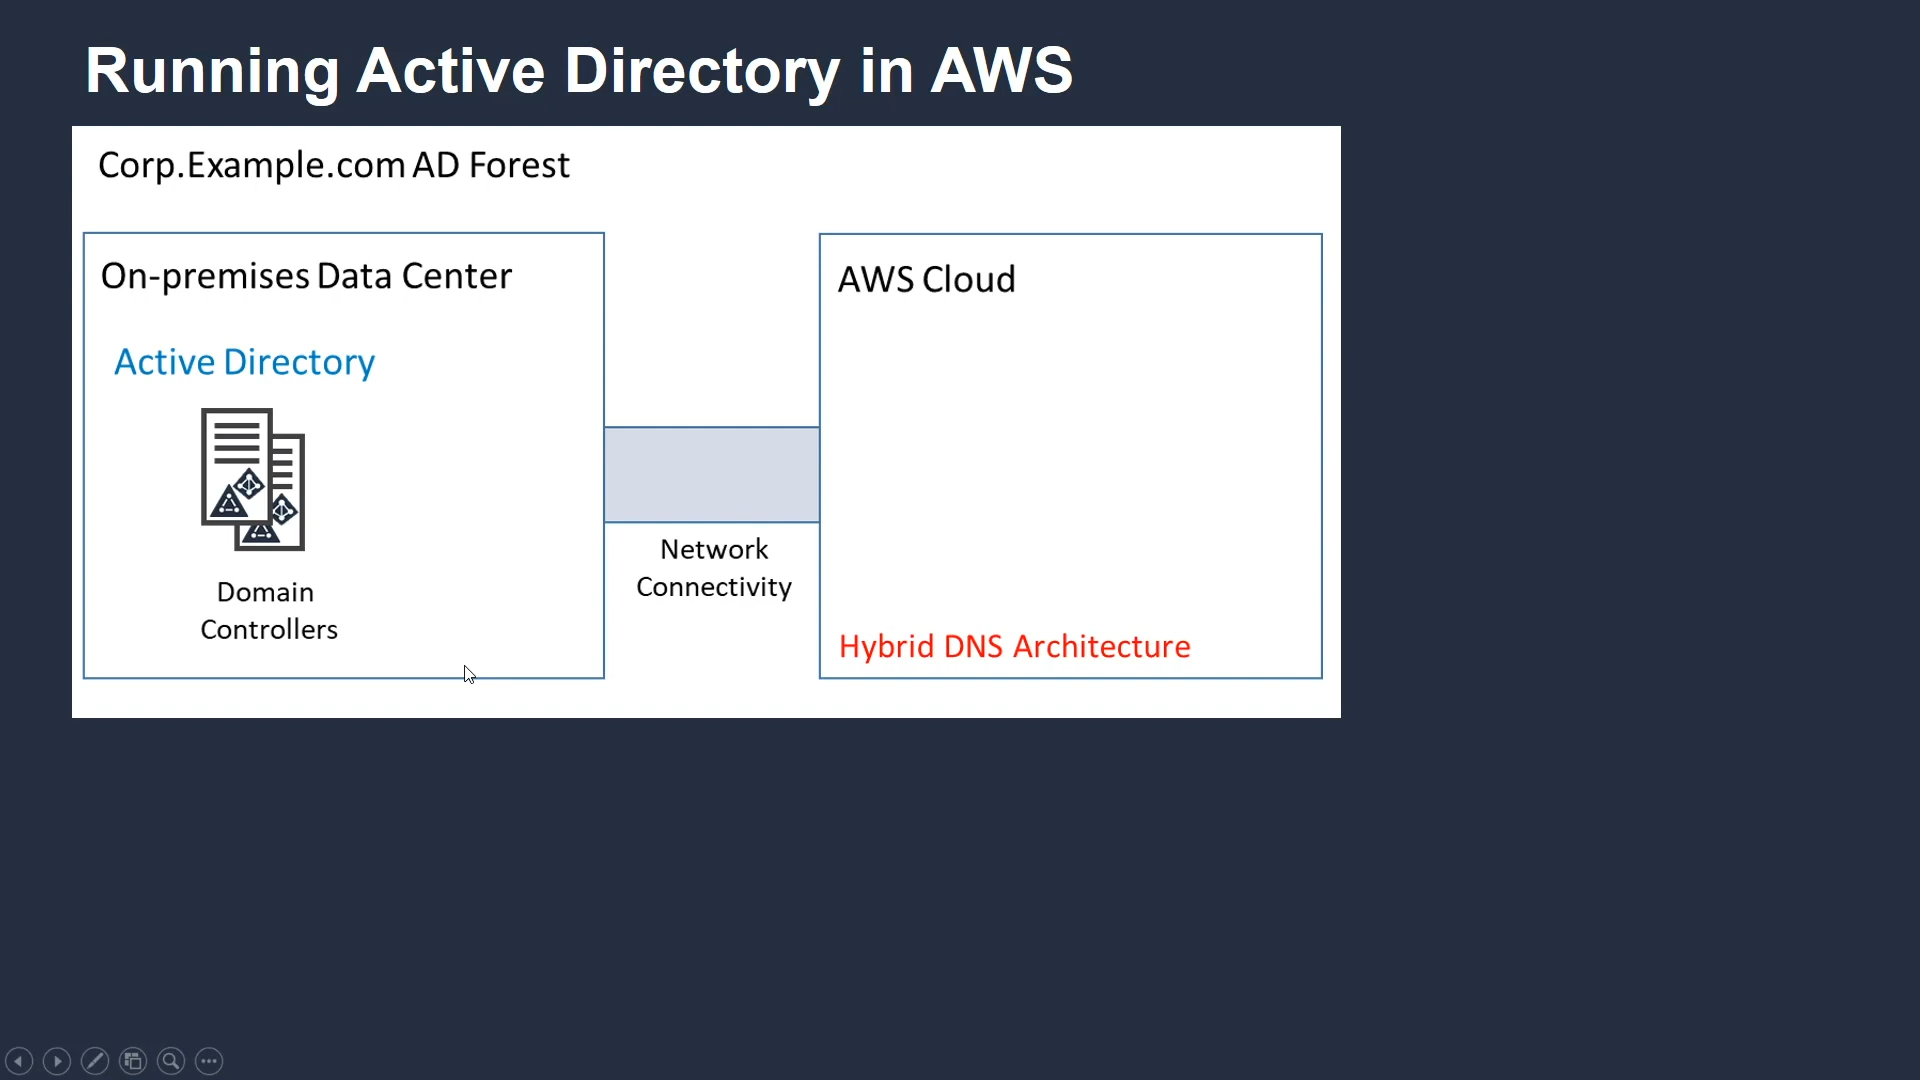 Running Active Directory in AWS
Corp.Example.com AD Forest
On-premises Data Center
Active Directory
Domain
Controllers
Network
Connectivity
AWS Cloud
Hybrid DNS Architecture